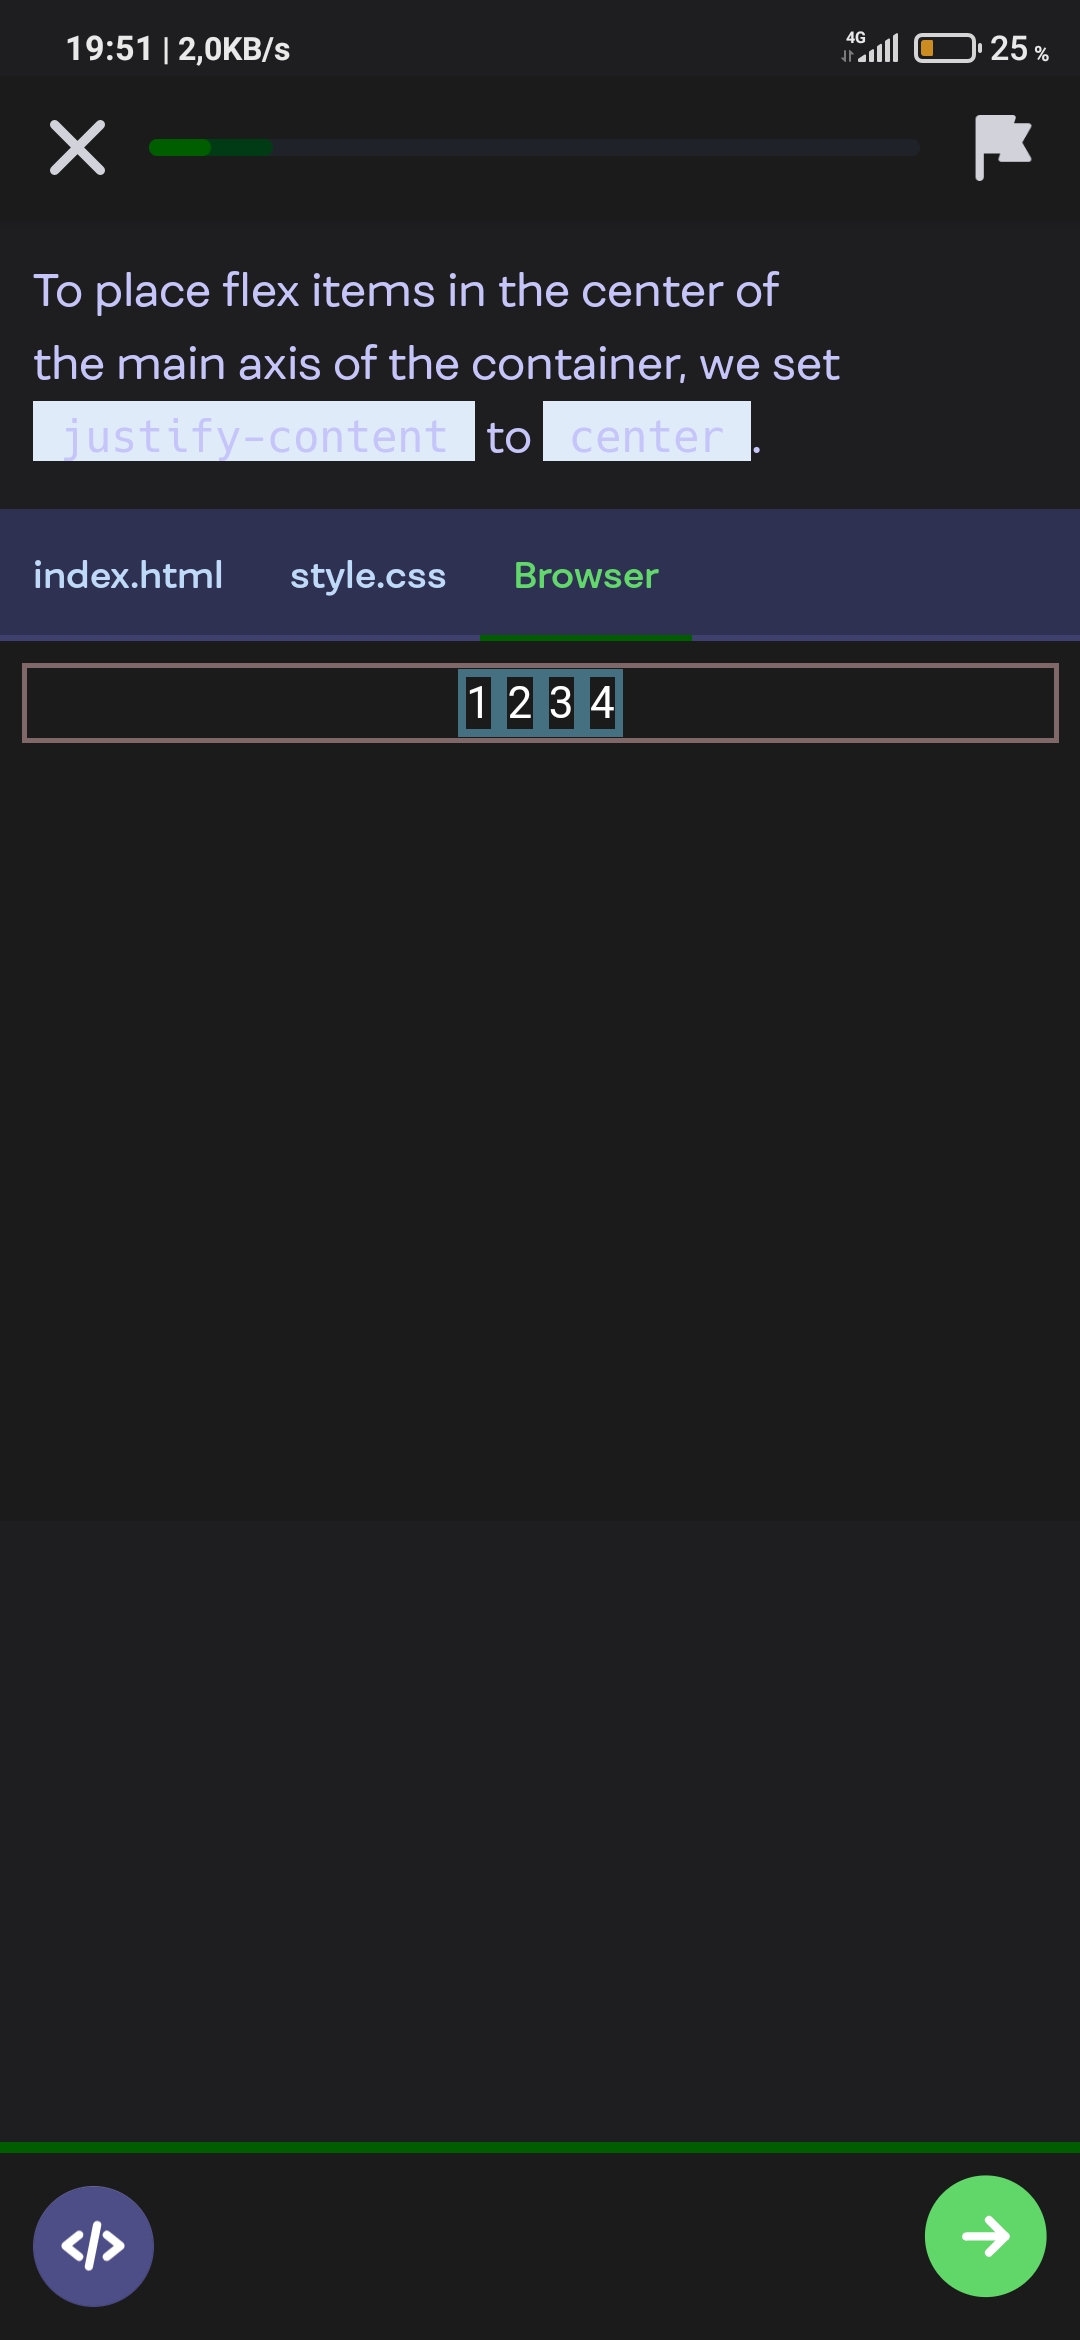 19:51 | 2,0KB/s 4G 25 %
To place flex items in the center of
the main axis of the container, we set
justify-content to center.
index.html style.css Browser
1 2 3 4
</>